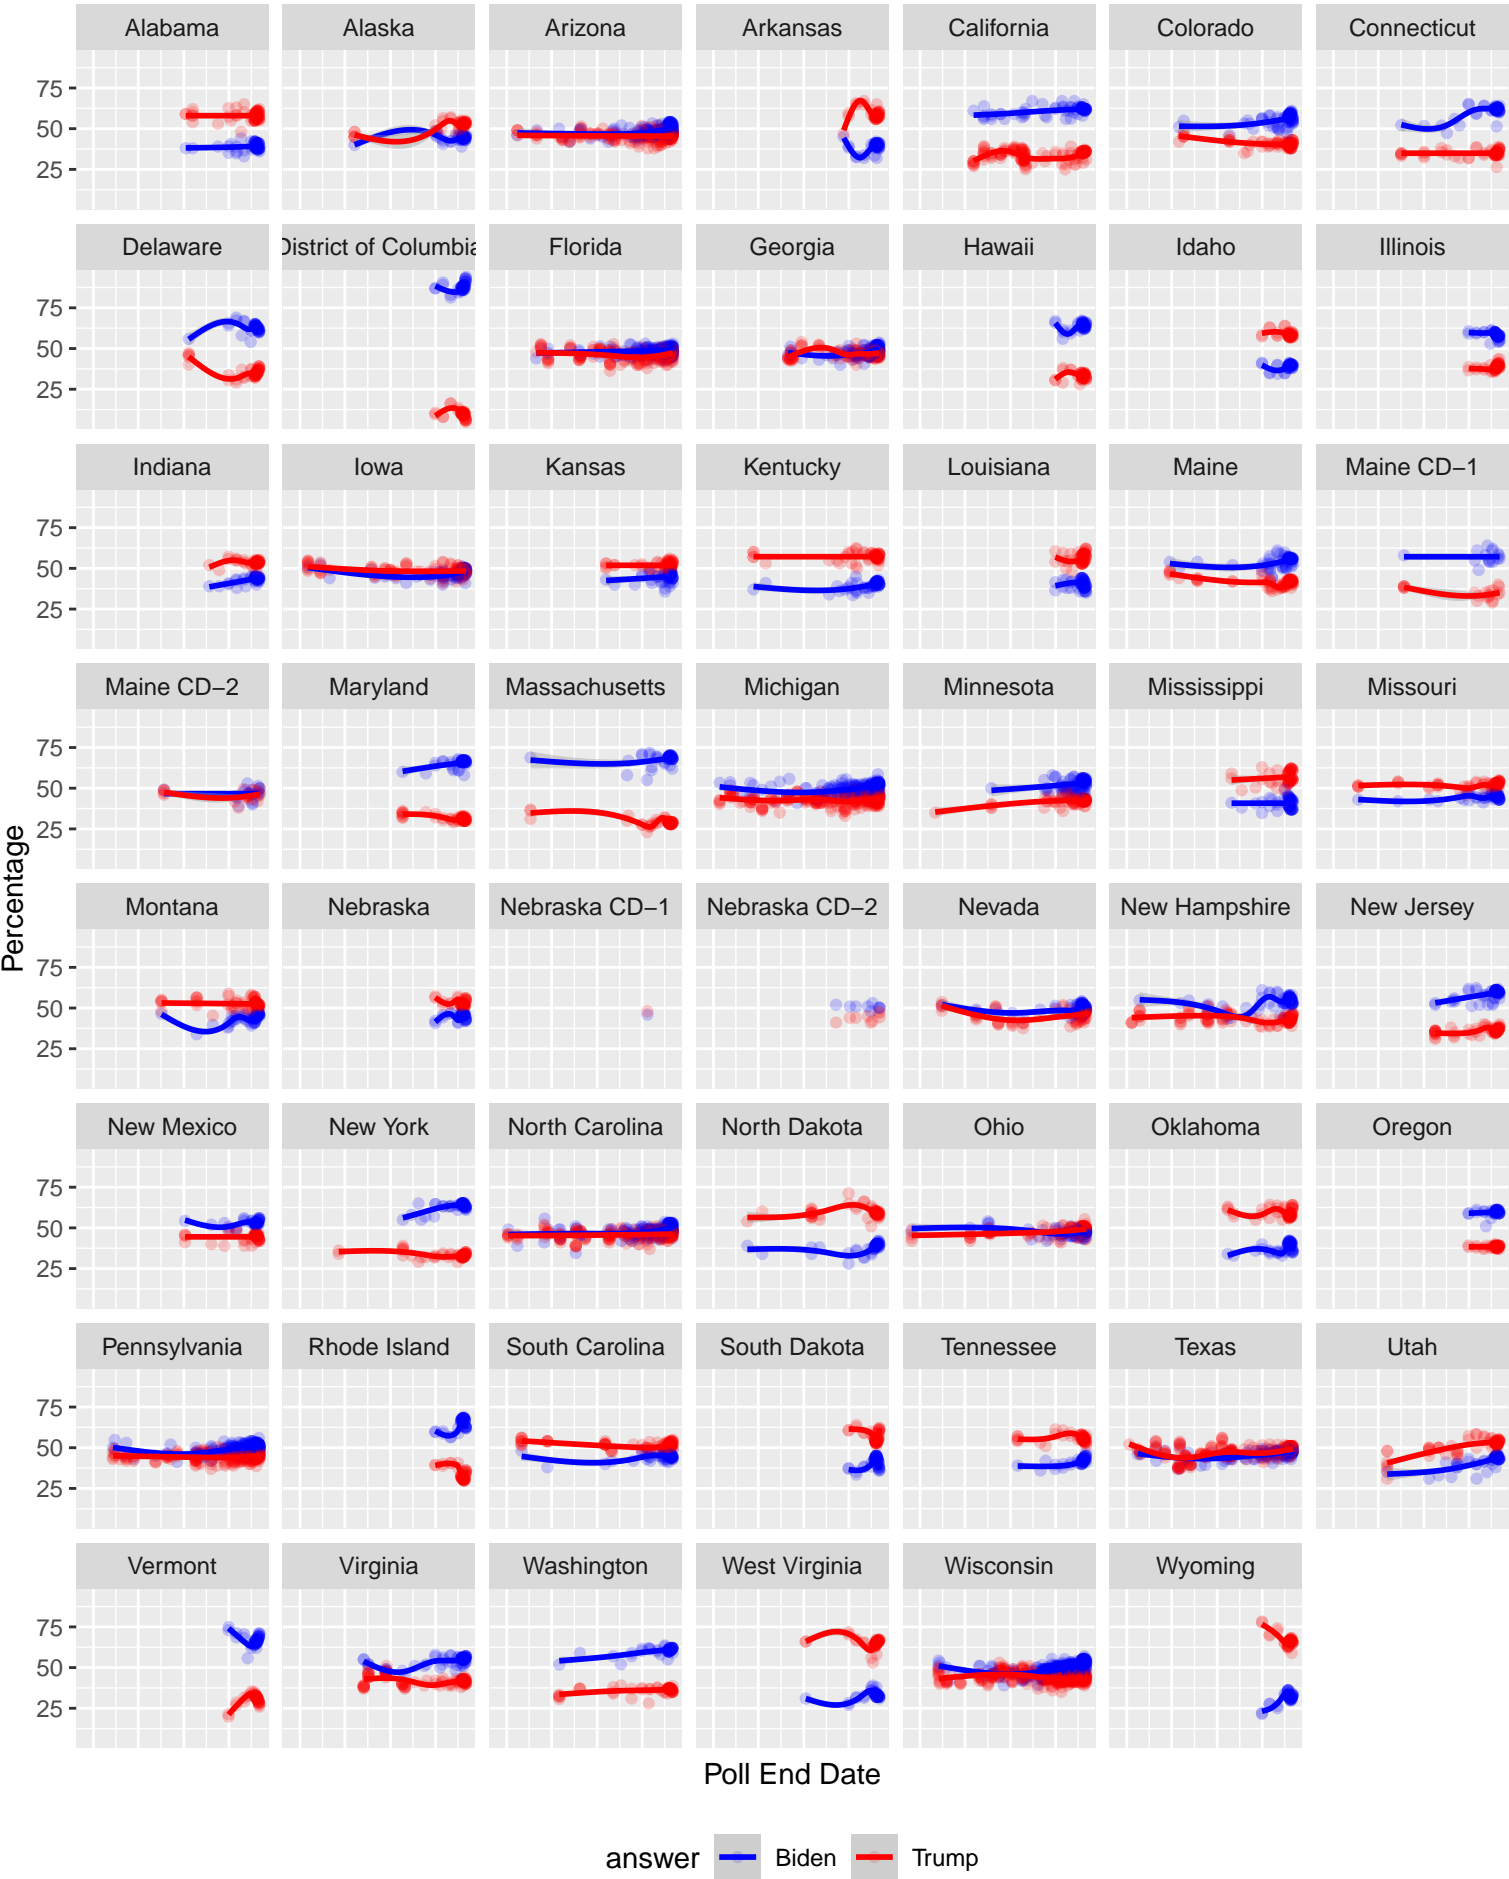 Alabama Alaska Arizona Arkansas California Colorado Connecticut
75
50
25
Delaware District of Columbia Florida Georgia Hawaii Idaho Illinois
75
50
25
Indiana Iowa Kansas Kentucky Louisiana Maine Maine CD−1
75
50
25
Maine CD−2 Maryland Massachusetts Michigan Minnesota Mississippi Missouri
75
50
25
Percentage
Montana Nebraska Nebraska CD−1 Nebraska CD−2 Nevada New Hampshire New Jersey
75
50
25
New Mexico New York North Carolina North Dakota Ohio Oklahoma Oregon
75
50
25
Pennsylvania Rhode Island South Carolina South Dakota Tennessee Texas Utah
75
50
25
Vermont Virginia Washington West Virginia Wisconsin Wyoming
75
50
25
Poll End Date
answer Biden Trump